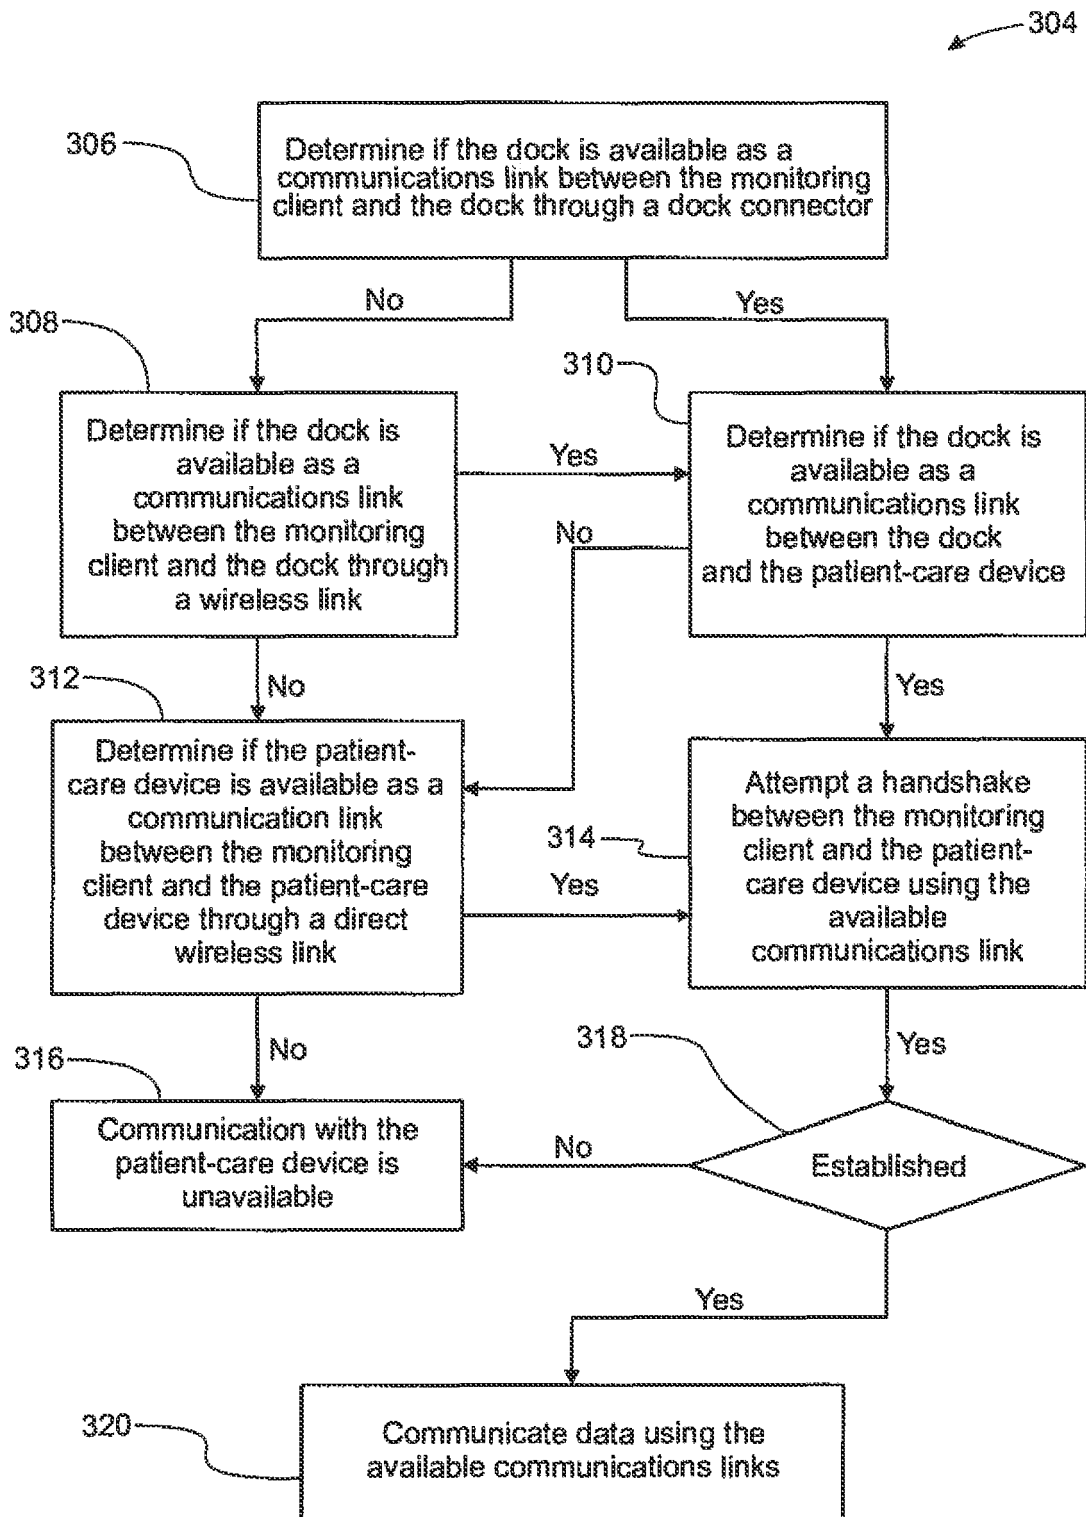 304
306
Determine if the dock is available as a
communications link between the monitoring
client and the dock through a dock connector
No
Yes
308
310
Determine if the dock is
available as a
communications link
between the monitoring
client and the dock through
a wireless link
Yes
No
Determine if the dock is
available as a
communications link
between the dock
and the patient-care device
No
Yes
312
Determine if the patient-
care device is available as a
communication link
between the monitoring
client and the patient-care
device through a direct
wireless link
314
Yes
Attempt a handshake
between the monitoring
client and the patient-
care device using the
available
communications link
No
Yes
316
318
Communication with the
patient-care device is
unavailable
No
Established
Yes
320
Communicate data using the
available communications links